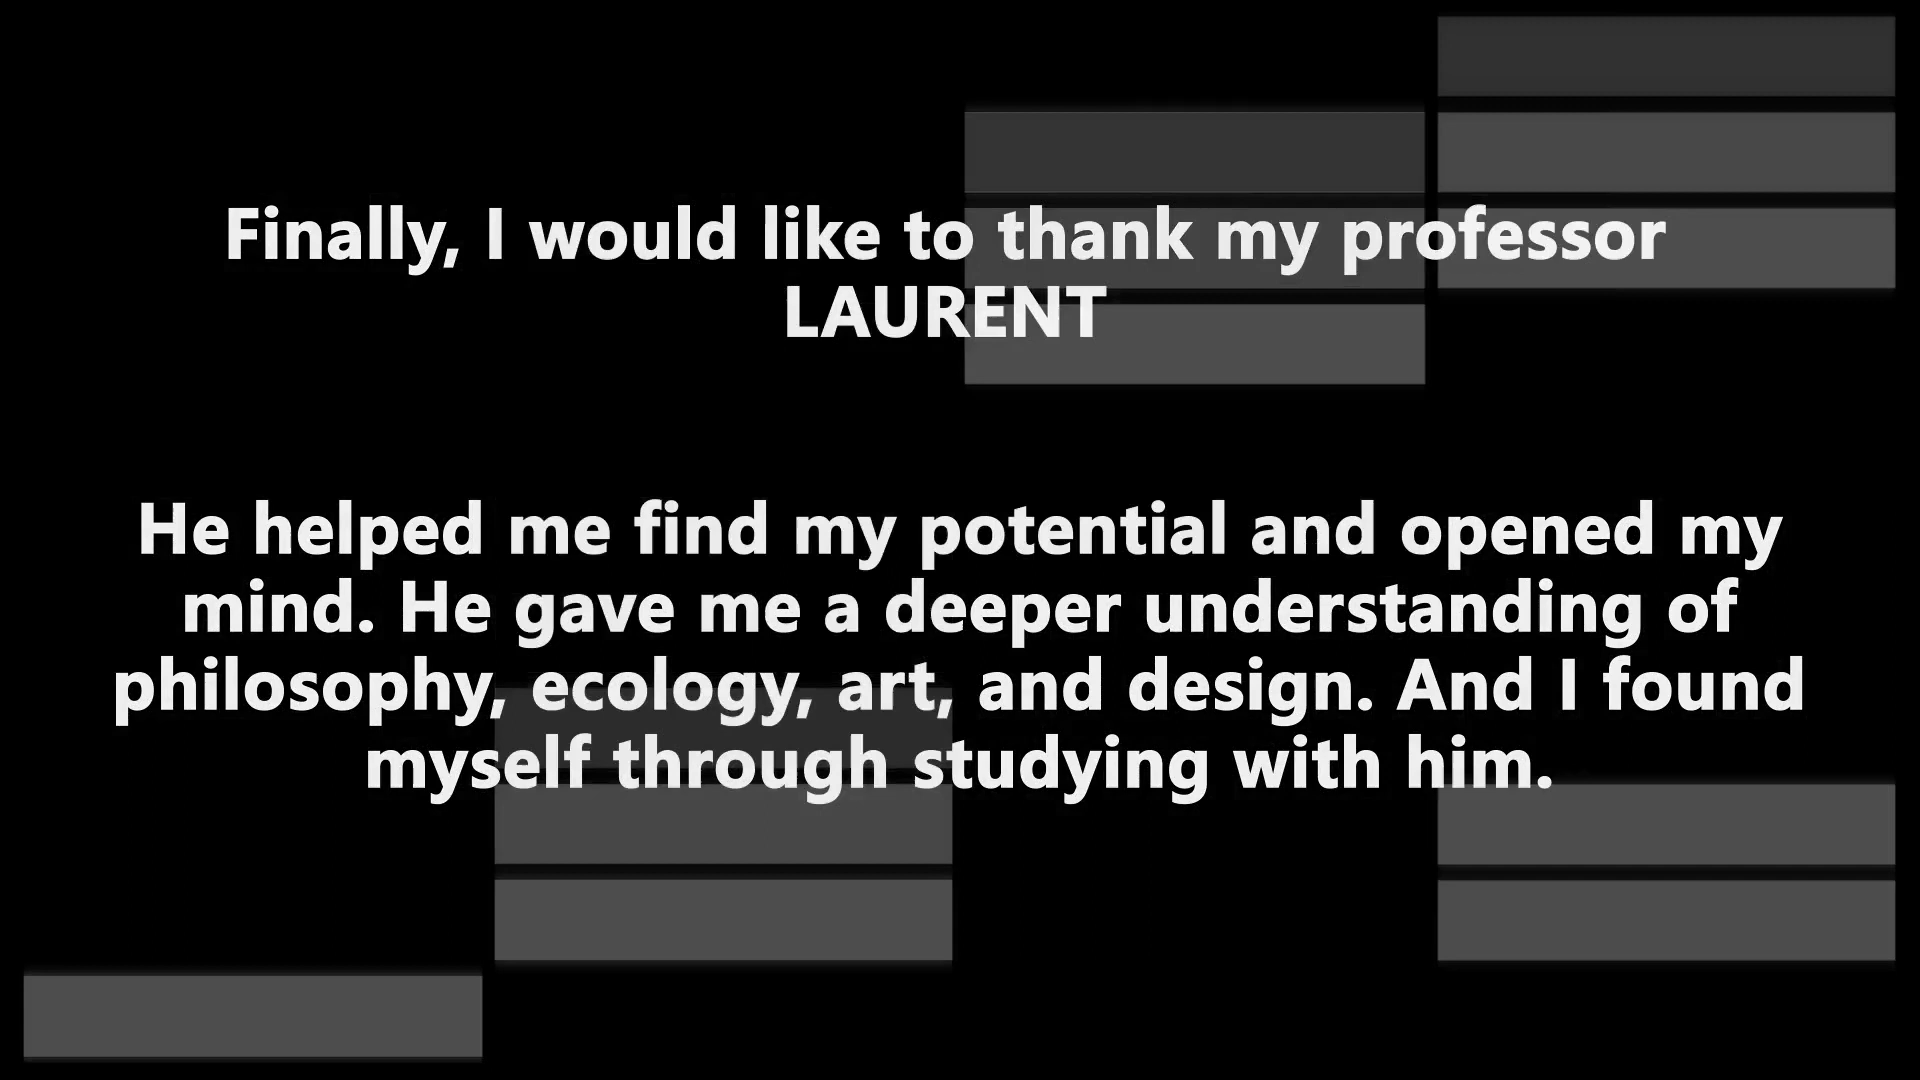 Finally, I would like to thank my professor
LAURENT
He helped me find my potential and opened my
mind. He gave me a deeper understanding of
philosophy, ecology, art, and design. And I found
myself through studying with him.